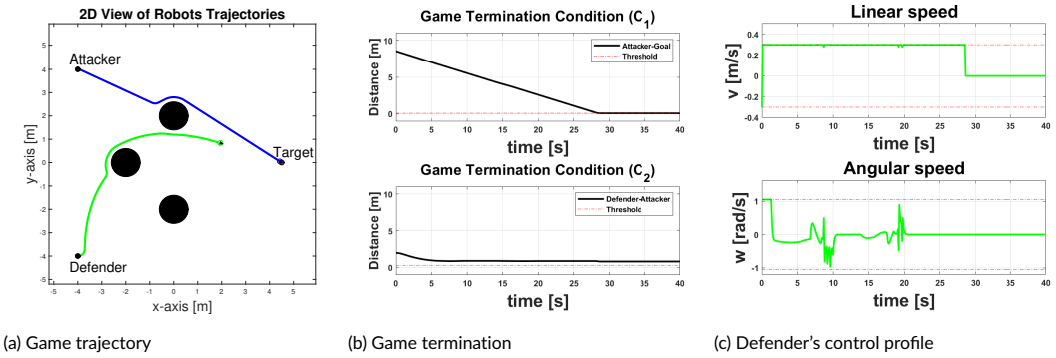 2D View of Robots Trajectories
5
4
3
2
1
0
-1
-2
-3
-4
-5
y-axis [m]
Attacker
Target
Defender
-5 -4 -3 -2 -1 0 1 2 3 4 5
x-axis [m]
(a) Game trajectory
Game Termination Condition (C1)
Distance [m]
10
5
0
Attacker-Goal
Threshold
0 5 10 15 20 25 30 35 40
time [s]
Game Termination Condition (C2)
Distance [m]
10
5
0
Defender-Attacker
Threshold
0 5 10 15 20 25 30 35 40
time [s]
(b) Game termination
Linear speed
v [m/s]
0.4
0.2
0
-0.2
-0.4
0 5 10 15 20 25 30 35 40
time [s]
Angular speed
w [rad/s]
1
0
-1
0 5 10 15 20 25 30 35 40
time [s]
(c) Defender's control profile